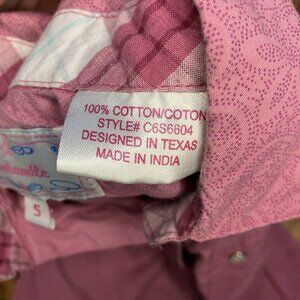 100% COTTON/COTON
STYLE# C6S6604
DESIGNED IN TEXAS
MADE IN INDIA
S